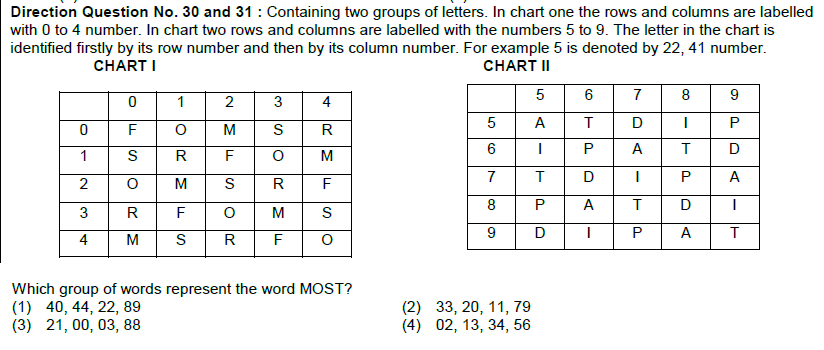 Direction Question No. 30 and 31 : Containing two groups of letters. In chart one the rows and columns are labelled
with 0 to 4 number. In chart two rows and columns are labelled with the numbers 5 to 9. The letter in the chart is
identified firstly by its row number and then by its column number. For example 5 is denoted by 22, 41 number.
CHART I CHART II
0 1 2 3 4
0 F O M S R
1 S R F O M
2 O M S R F
3 R F O M S
4 M S R F O
5 6 7 8 9
5 A T D I P
6 I P A T D
7 T D I P A
8 P A T D I
9 D I P A T
Which group of words represent the word MOST?
(1) 40, 44, 22, 89 (2) 33, 20, 11, 79
(3) 21, 00, 03, 88 (4) 02, 13, 34, 56